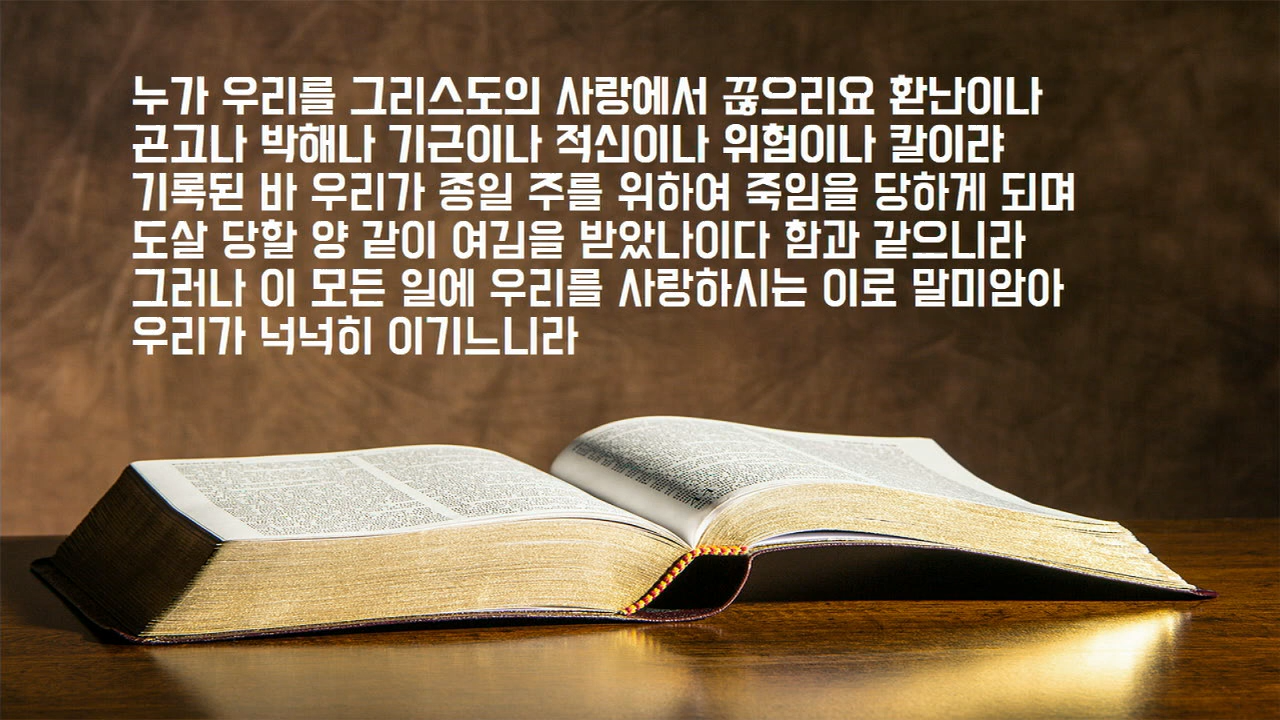 누가 우리를 그리스도의 사랑에서 끊으리요 환난이나
곤고나 박해나 기근이나 적신이나 위험이나 칼이랴
기록된 바 우리가 종일 주를 위하여 죽임을 당하게 되며
도살 당할 양 같이 여김을 받았나이다 함과 같으니라
그러나 이 모든 일에 우리를 사랑하시는 이로 말미암아
우리가 넉넉히 이기느니라